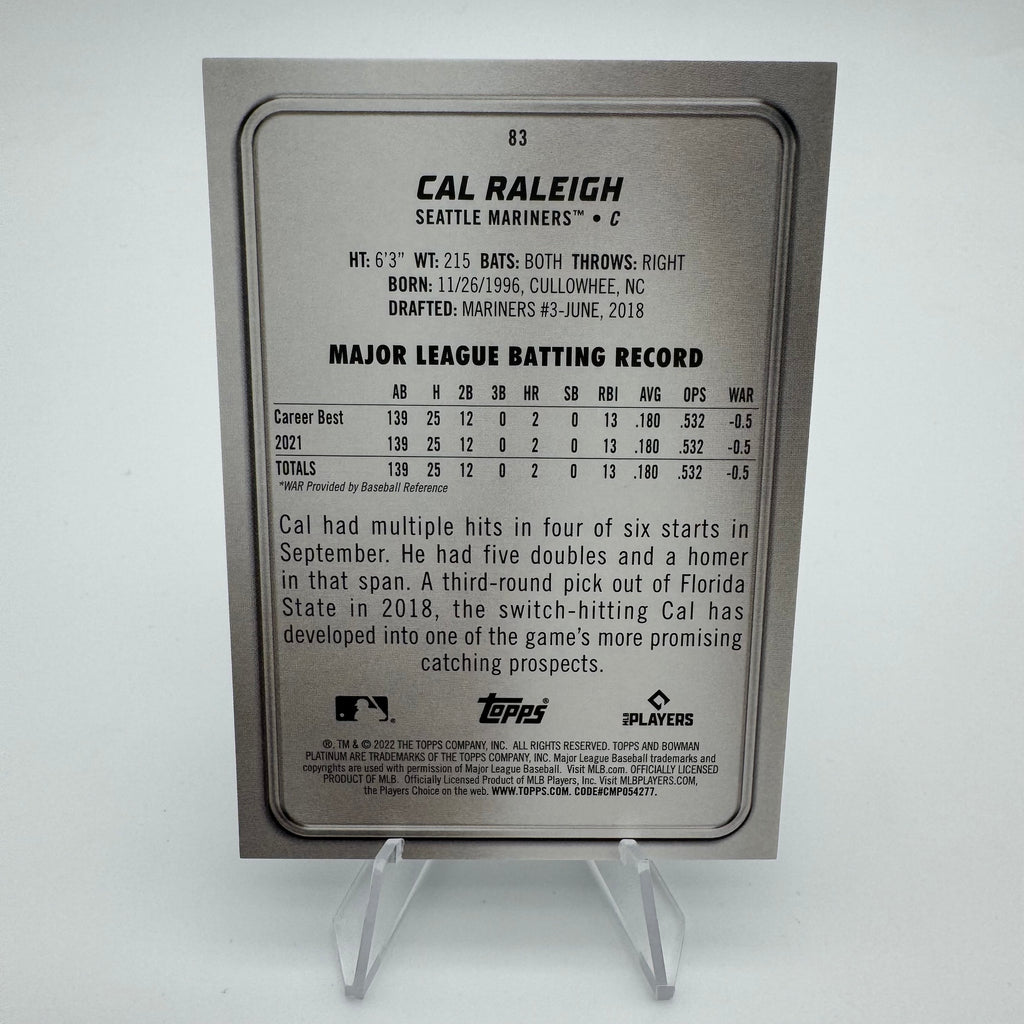 83
CAL RALEIGH
SEATTLE MARINERS™ • C
HT: 6'3" WT: 215 BATS: BOTH THROWS: RIGHT
BORN: 11/26/1996, CULLOWHEE, NC
DRAFTED: MARINERS #3-JUNE, 2018
MAJOR LEAGUE BATTING RECORD
AB H 2B 3B HR SB RBI AVG OPS WAR
Career Best 139 25 12 0 2 0 13 .180 .532 -0.5
2021 139 25 12 0 2 0 13 .180 .532 -0.5
TOTALS 139 25 12 0 2 0 13 .180 .532 -0.5
*WAR Provided by Baseball Reference
Cal had multiple hits in four of six starts in
September. He had five doubles and a homer
in that span. A third-round pick out of Florida
State in 2018, the switch-hitting Cal has
developed into one of the game's more promising
catching prospects.
Topps® MLB PLAYERS
®, TM & © 2022 THE TOPPS COMPANY, INC. ALL RIGHTS RESERVED. TOPPS AND BOWMAN
PLATINUM ARE TRADEMARKS OF THE TOPPS COMPANY, INC. Major League Baseball trademarks and
copyrights are used with permission of Major League Baseball. Visit MLB.com. OFFICIALLY LICENSED
PRODUCT OF MLB. Officially Licensed Product of MLB Players, Inc. Visit MLBPLAYERS.COM,
the Players Choice on the web. WWW.TOPPS.COM. CODE#CMP054277.